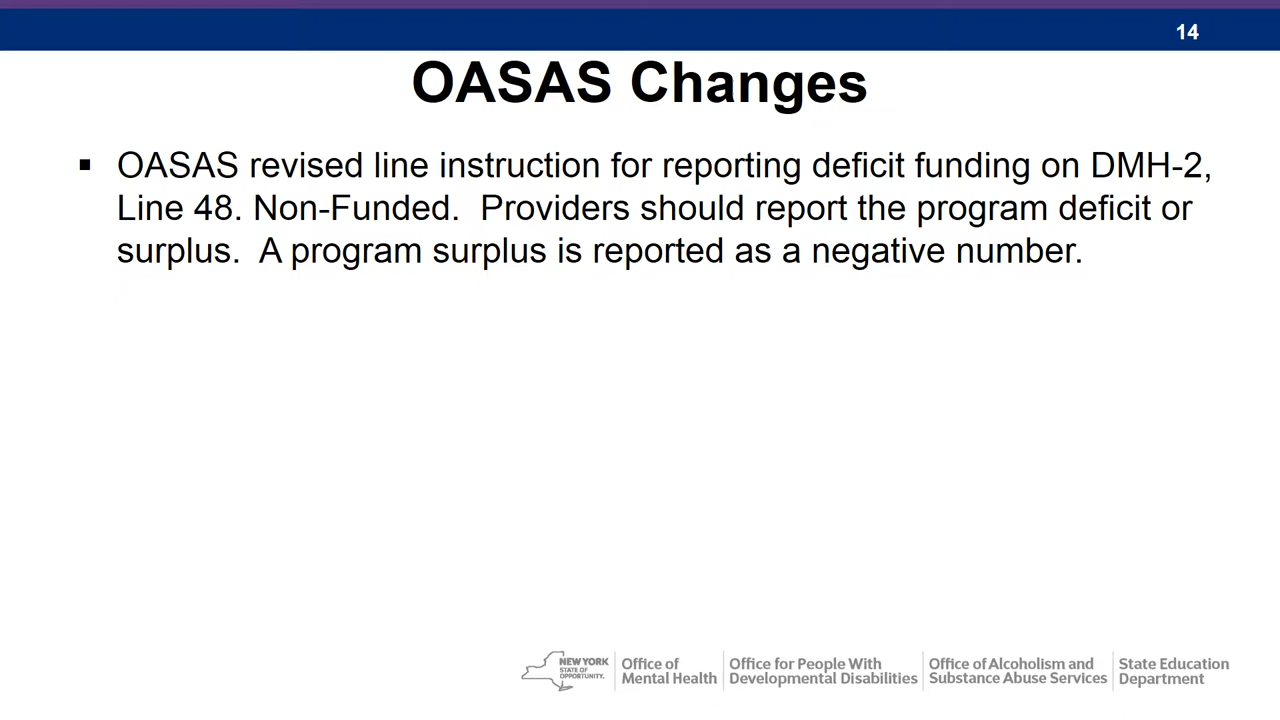 14
OASAS Changes
▪ OASAS revised line instruction for reporting deficit funding on DMH-2,
Line 48. Non-Funded.  Providers should report the program deficit or
surplus.  A program surplus is reported as a negative number.
NEW YORK
STATE OF
OPPORTUNITY.
Office of
Mental Health
Office for People With
Developmental Disabilities
Office of Alcoholism and
Substance Abuse Services
State Education
Department